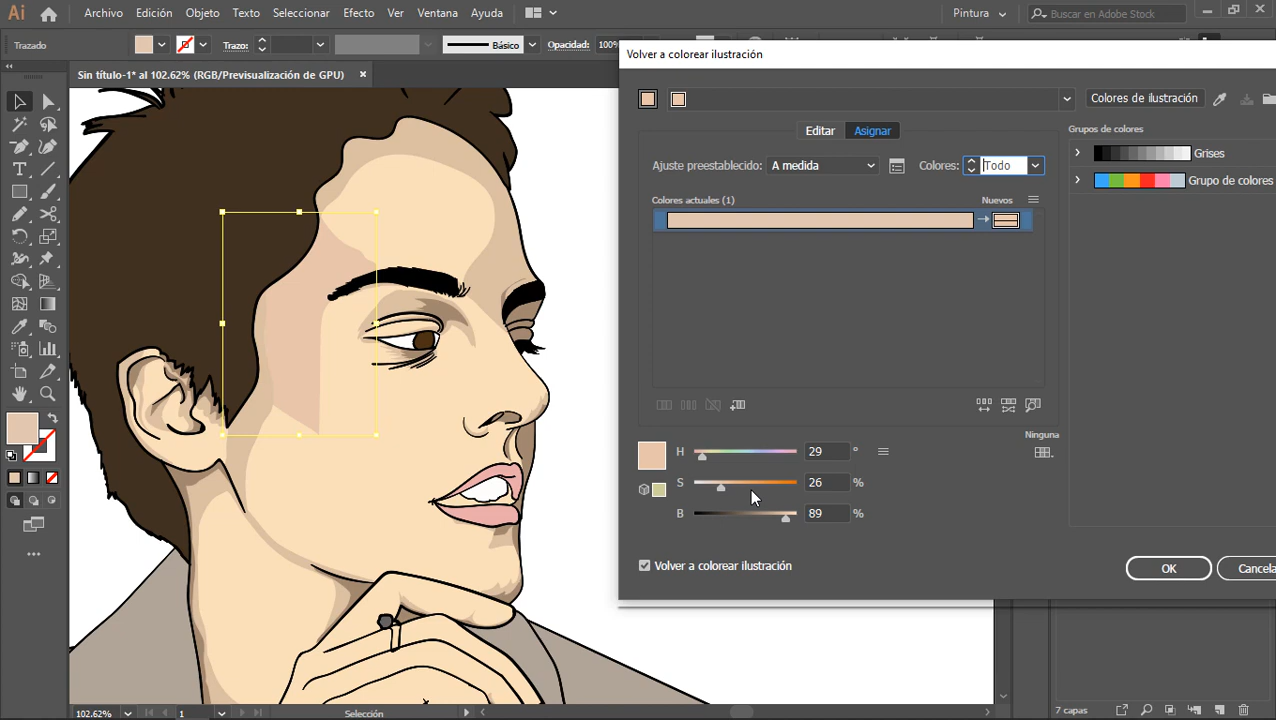 Ai Archivo Edición Objeto Texto Seleccionar Efecto Ver Ventana Ayuda Pintura Buscar en Adobe Stock
Trazado Trazo: Básico Opacidad: 100%
Volver a colorear ilustración
Sin título-1* al 102.62% (RGB/Previsualización de GPU)
Colores de ilustración
Editar Asignar Grupos de colores
Ajuste preestablecido: A medida Colores: Todo
Grises
Grupo de colores
Colores actuales (1) Nuevos
Ninguna
H 29 °
S 26 %
B 89 %
Volver a colorear ilustración
OK Cancela
102.62% 1 Selección 7 capas